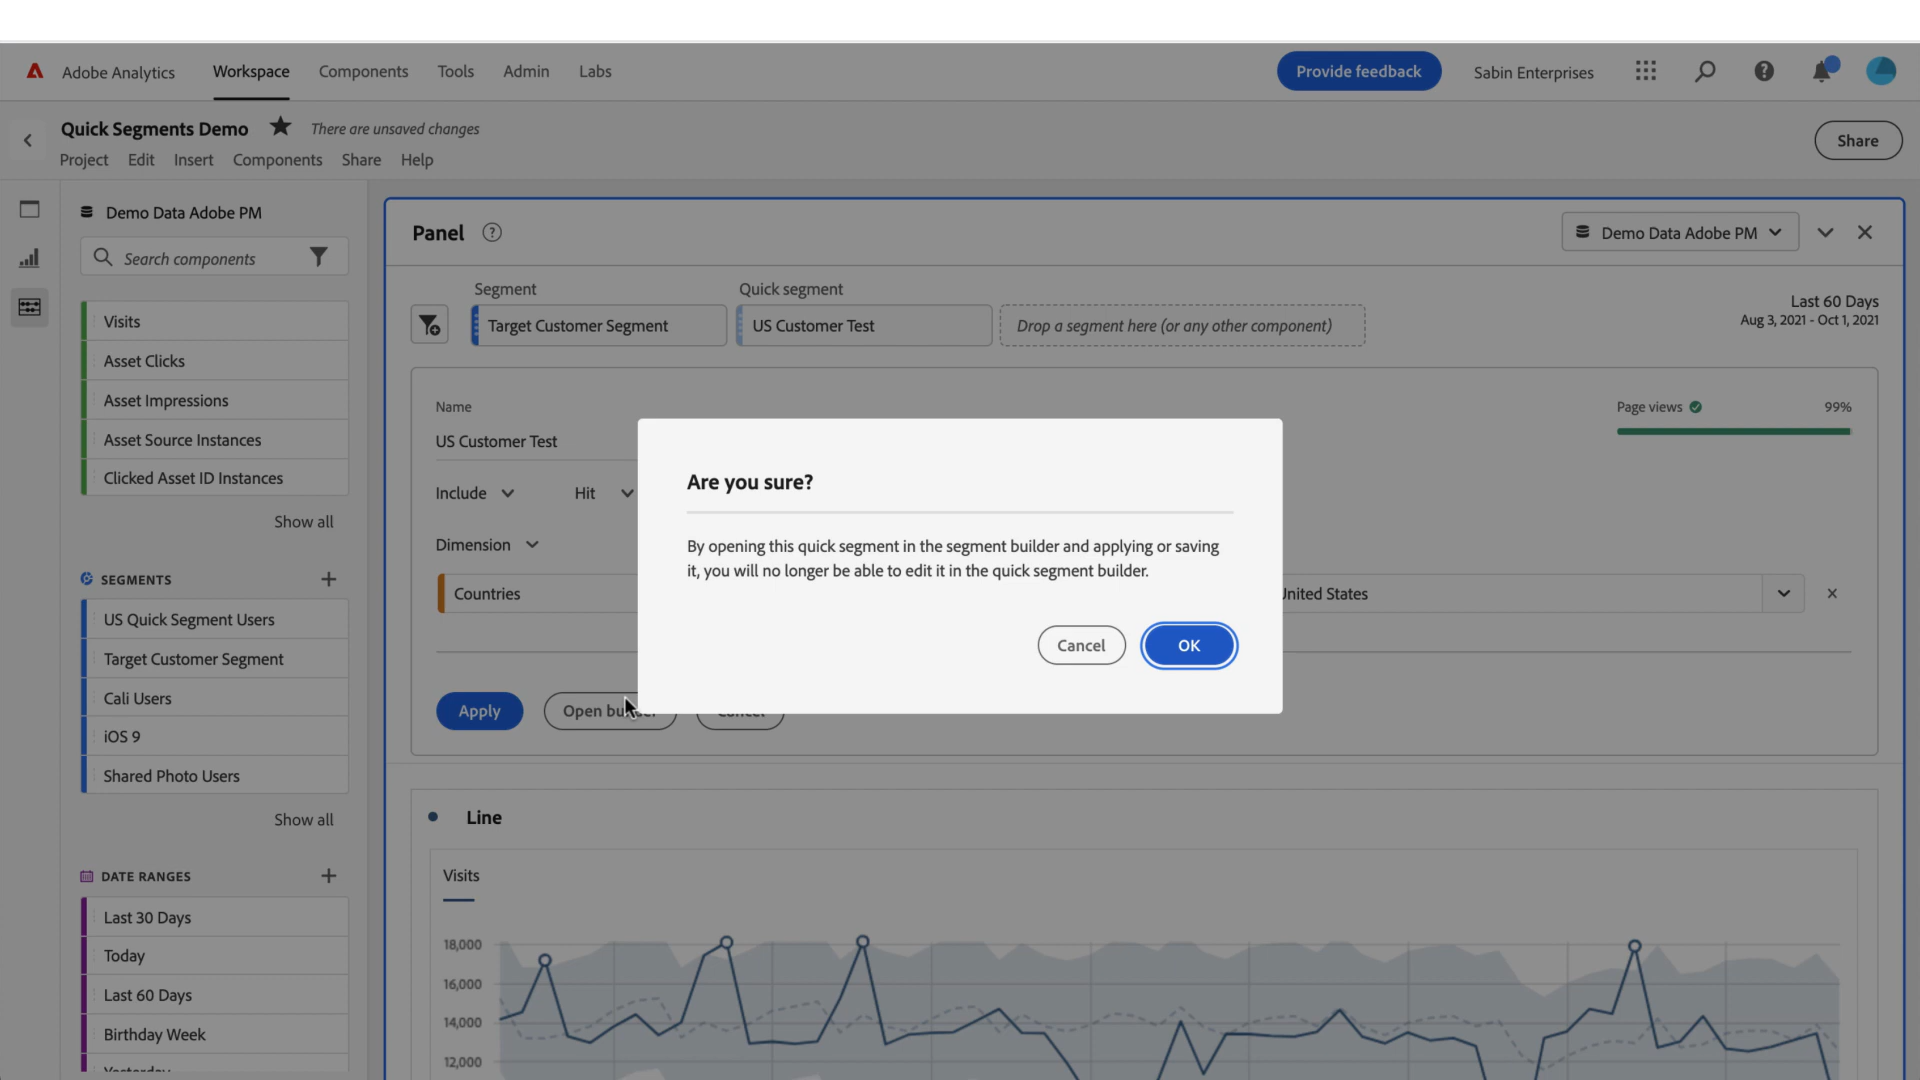 Adobe Analytics
Workspace
Components
Tools
Admin
Labs
Provide feedback
Sabin Enterprises
Quick Segments Demo
There are unsaved changes
Project
Edit
Insert
Components
Share
Help
Share
Demo Data Adobe PM
Search components
Visits
Asset Clicks
Asset Impressions
Asset Source Instances
Clicked Asset ID Instances
Show all
SEGMENTS
US Quick Segment Users
Target Customer Segment
Cali Users
iOS 9
Shared Photo Users
Show all
DATE RANGES
Last 30 Days
Today
Last 60 Days
Birthday Week
Panel
Demo Data Adobe PM
Segment
Target Customer Segment
Quick segment
US Customer Test
Drop a segment here (or any other component)
Last 60 Days
Aug 3, 2021 - Oct 1, 2021
Name
US Customer Test
Page views
99%
Include
Hit
Dimension
Countries
United States
Apply
Open builder
Cancel
Are you sure?
By opening this quick segment in the segment builder and applying or saving
it, you will no longer be able to edit it in the quick segment builder.
Cancel
OK
Line
Visits
18,000
16,000
14,000
12,000